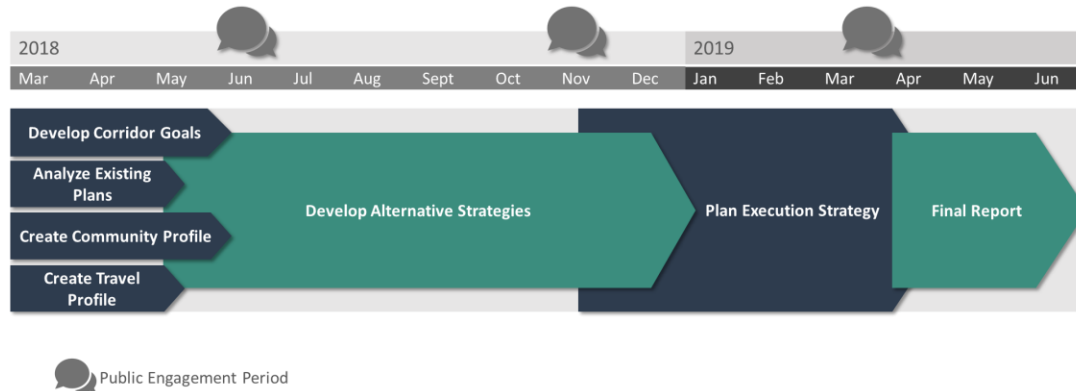 2018
2019
Mar Apr May Jun Jul Aug Sept Oct Nov Dec Jan Feb Mar Apr May Jun
Develop Corridor Goals
Analyze Existing
Plans
Create Community Profile
Create Travel
Profile
Develop Alternative Strategies
Plan Execution Strategy
Final Report
Public Engagement Period